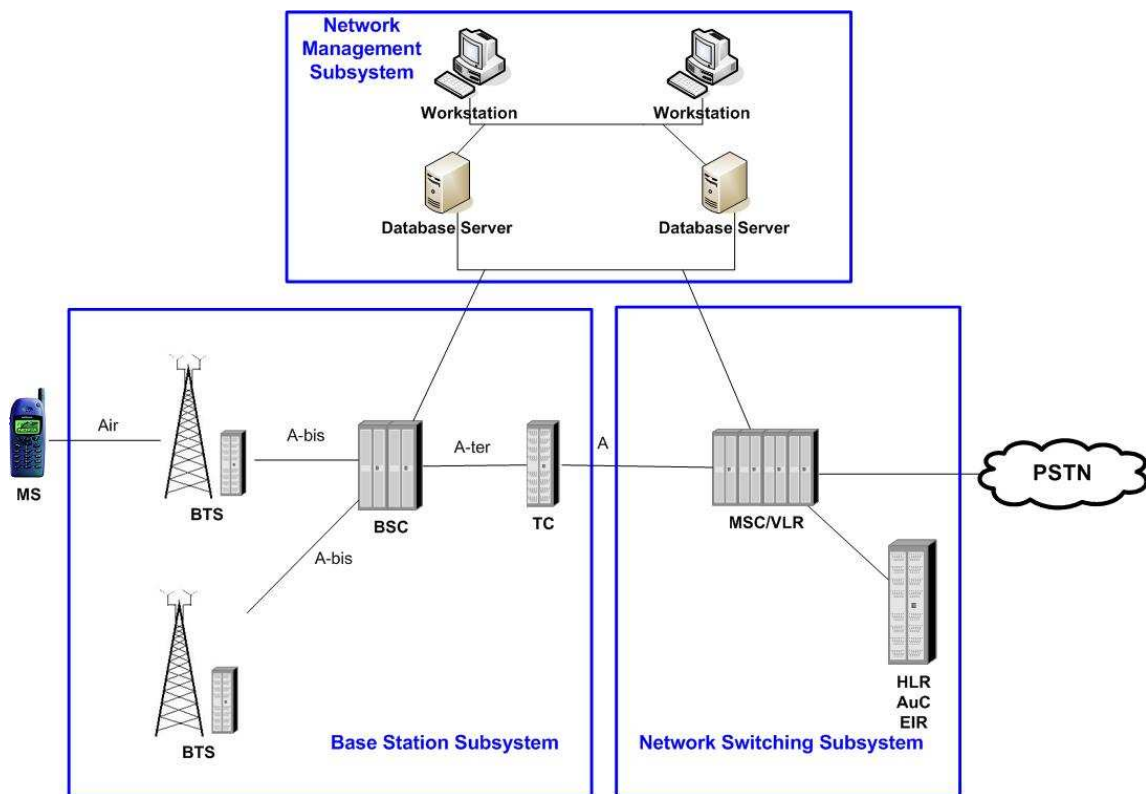 Network
Management
Subsystem
Workstation
Workstation
Database Server
Database Server
Air
A-bis
A-ter
A
MS
BTS
BSC
TC
MSC/VLR
PSTN
A-bis
BTS
HLR
AuC
EIR
Base Station Subsystem
Network Switching Subsystem